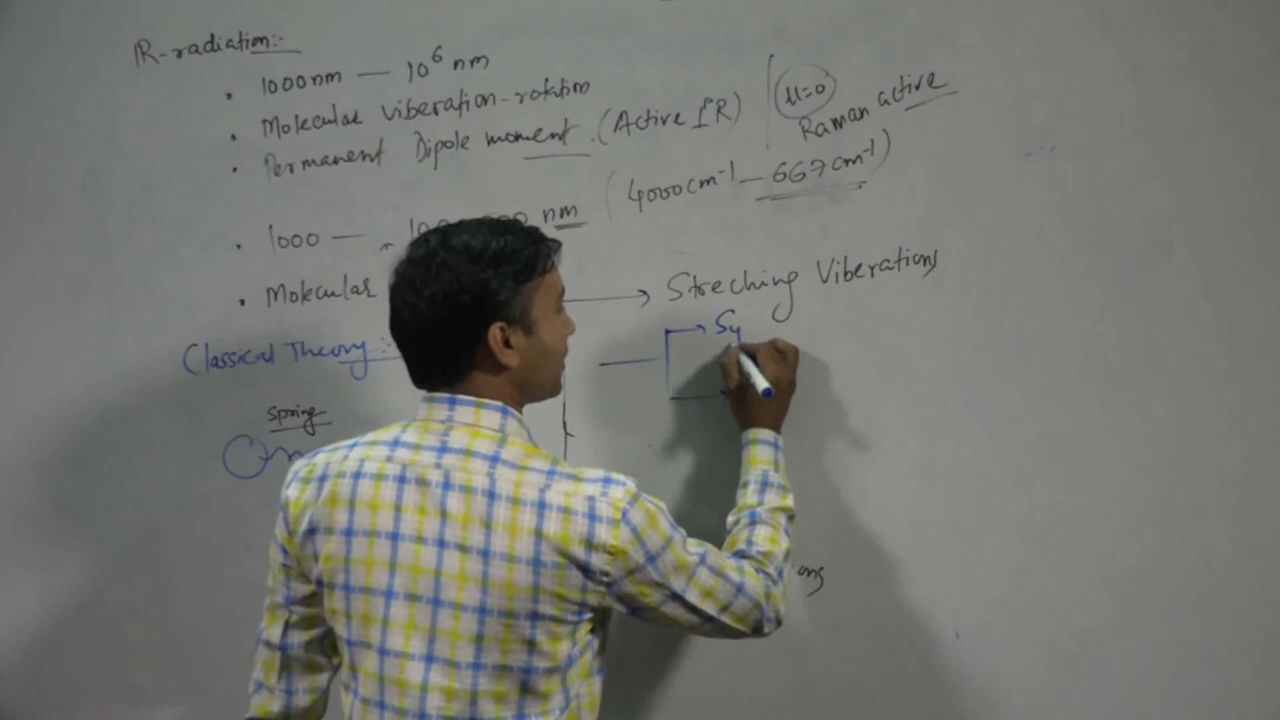 IR-radiation:-
• 1000nm — 10⁶ nm
• Molecular viberation-rotation
• Permanent Dipole moment. (Active IR) | μ=0
Raman active
• 1000 — nm (4000cm⁻¹ — 667cm⁻¹)
• Molecular → Streching Viberations
Classical Theory :-
→ Sy
Spring